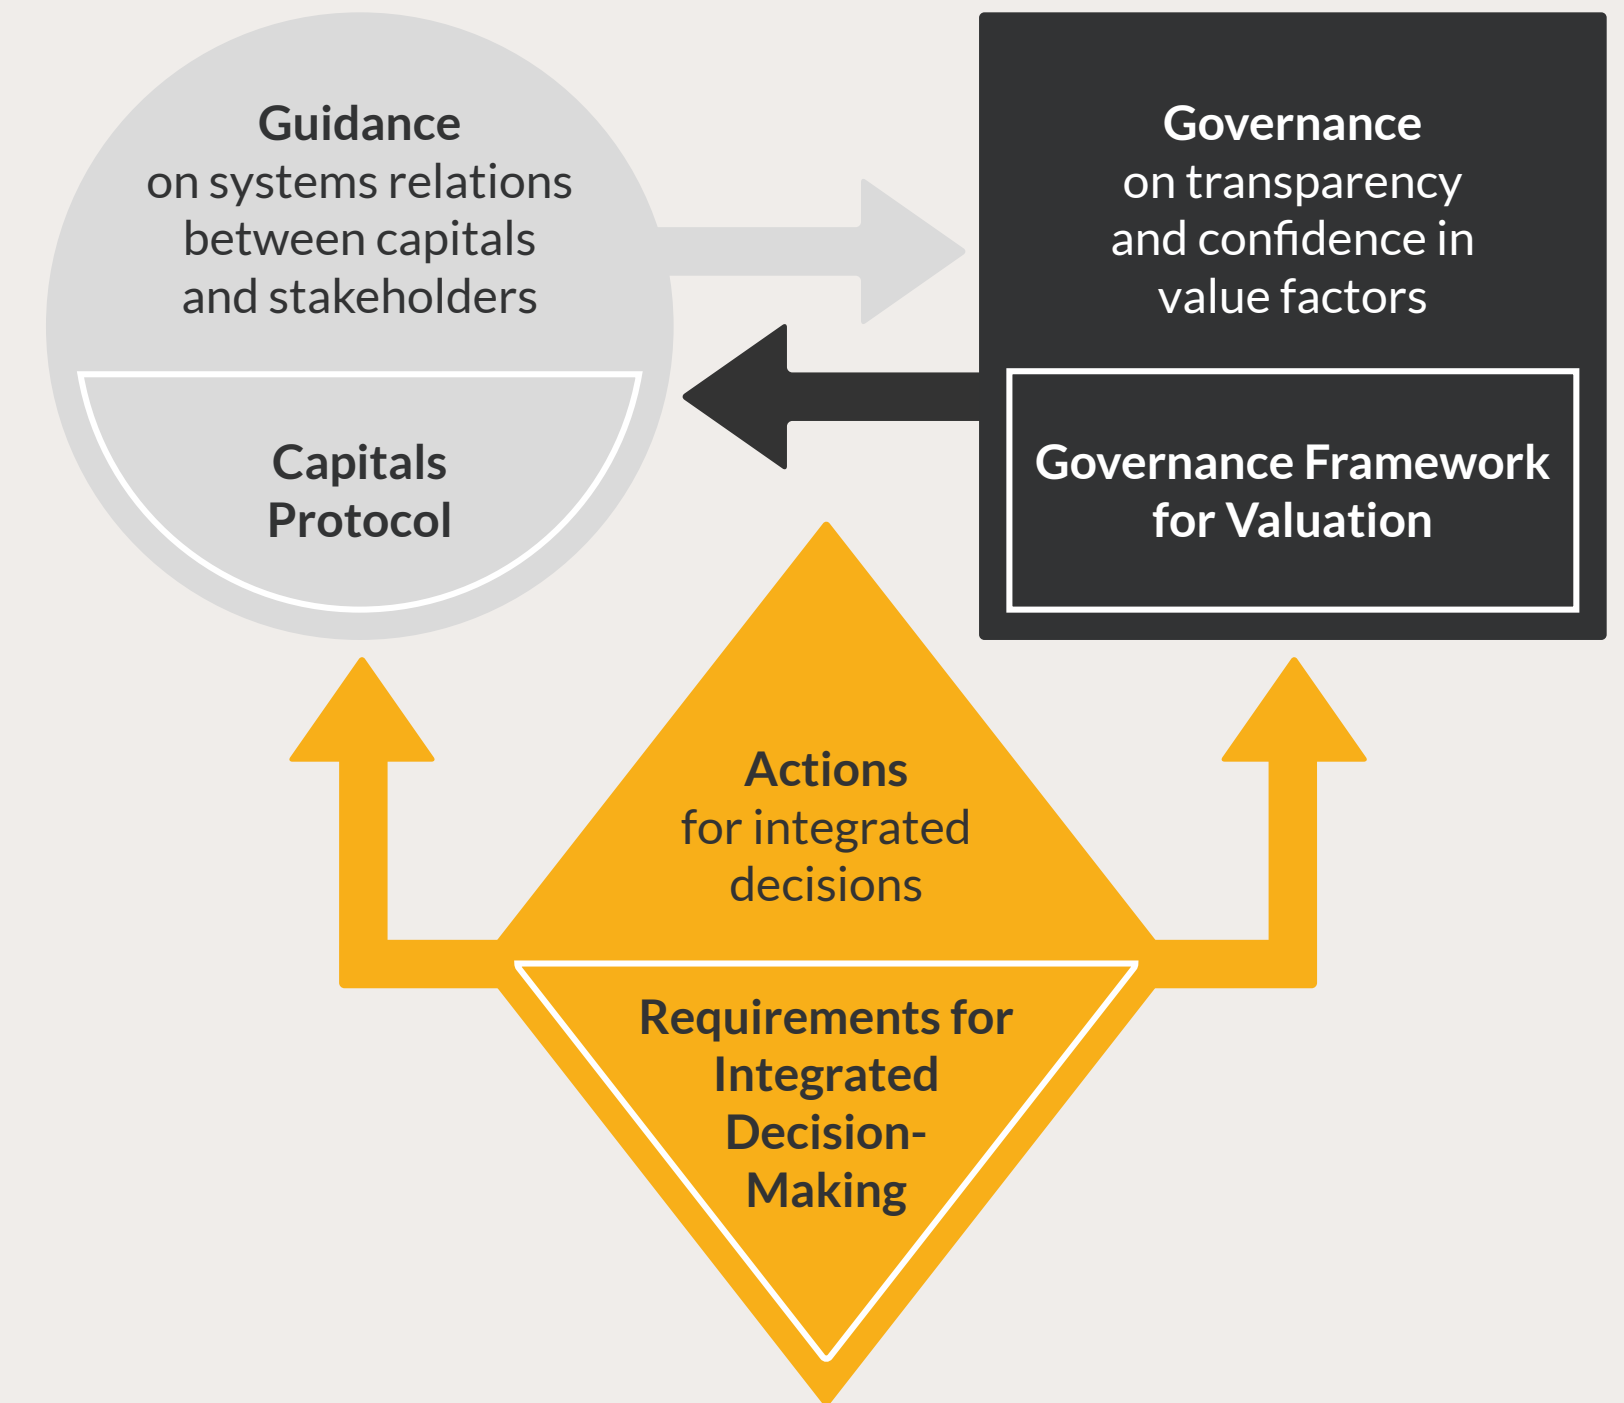 Guidance
on systems relations
between capitals
and stakeholders
Capitals
Protocol
Governance
on transparency
and confidence in
value factors
Governance Framework
for Valuation
Actions
for integrated
decisions
Requirements for
Integrated
Decision-
Making